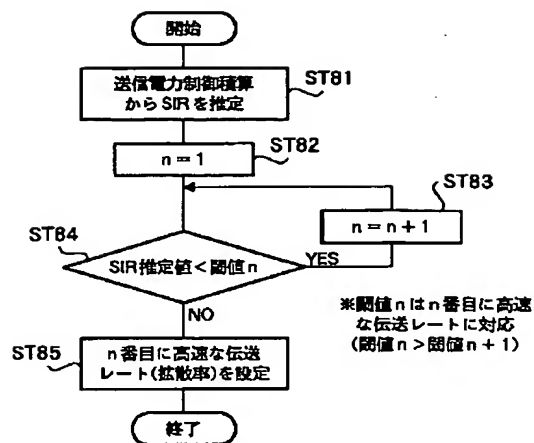 開始
送信電力制御積算
からSIRを推定
ST81
n=1
ST82
ST83
n=n+1
ST84
SIR推定値<閾値n
YES
NO
※閾値nはn番目に高速
な伝送レートに対応
(閾値n>閾値n+1)
ST85
n番目に高速な伝送
レート(拡散率)を設定
終了